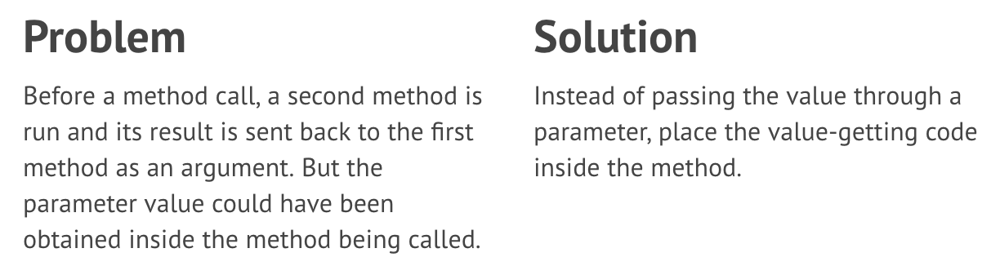 Problem
Before a method call, a second method is
run and its result is sent back to the first
method as an argument. But the
parameter value could have been
obtained inside the method being called.
Solution
Instead of passing the value through a
parameter, place the value-getting code
inside the method.